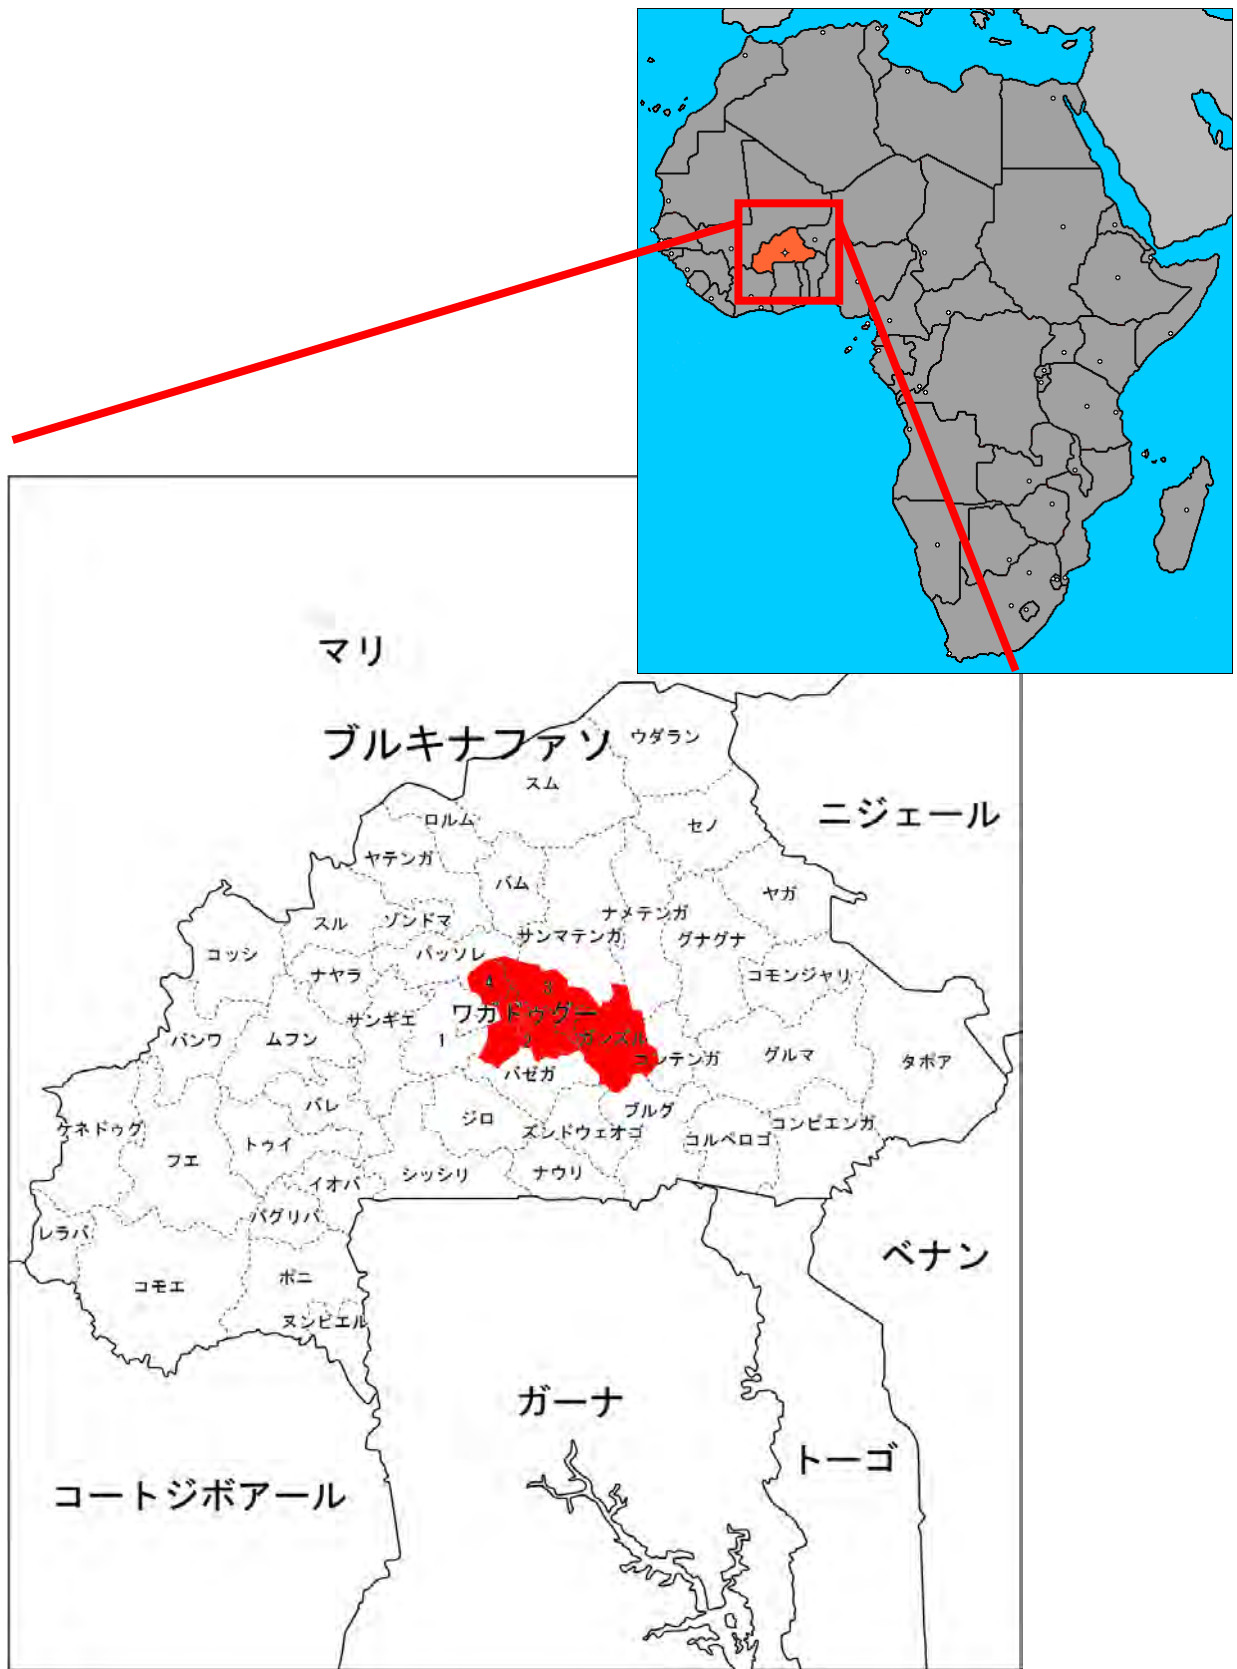 マリ
ブルキナファソ
ウダラン
スム
ニジェール
ロルム
セノ
ヤテンガ
バム
ヤガ
ナメテンガ
スル
ゾンドマ
サンマテンガ
グナグナ
コッシ
パッソレ
ナヤラ
コモンジャリ
4
3
ワガドゥグー
サンギエ
バンワ
ムフン
1
2
ガンズル
クレテンガ
グルマ
タポア
バゼガ
バレ
ジロ
ブルグ
ケネドゥグ
トゥイ
ズンドウェオゴ
コルペロゴ
コンピエンガ
フエ
イオバ
シッシリ
ナウリ
レラバ
バグリバ
ベナン
コモエ
ポニ
ヌンビエル
ガーナ
トーゴ
コートジボアール